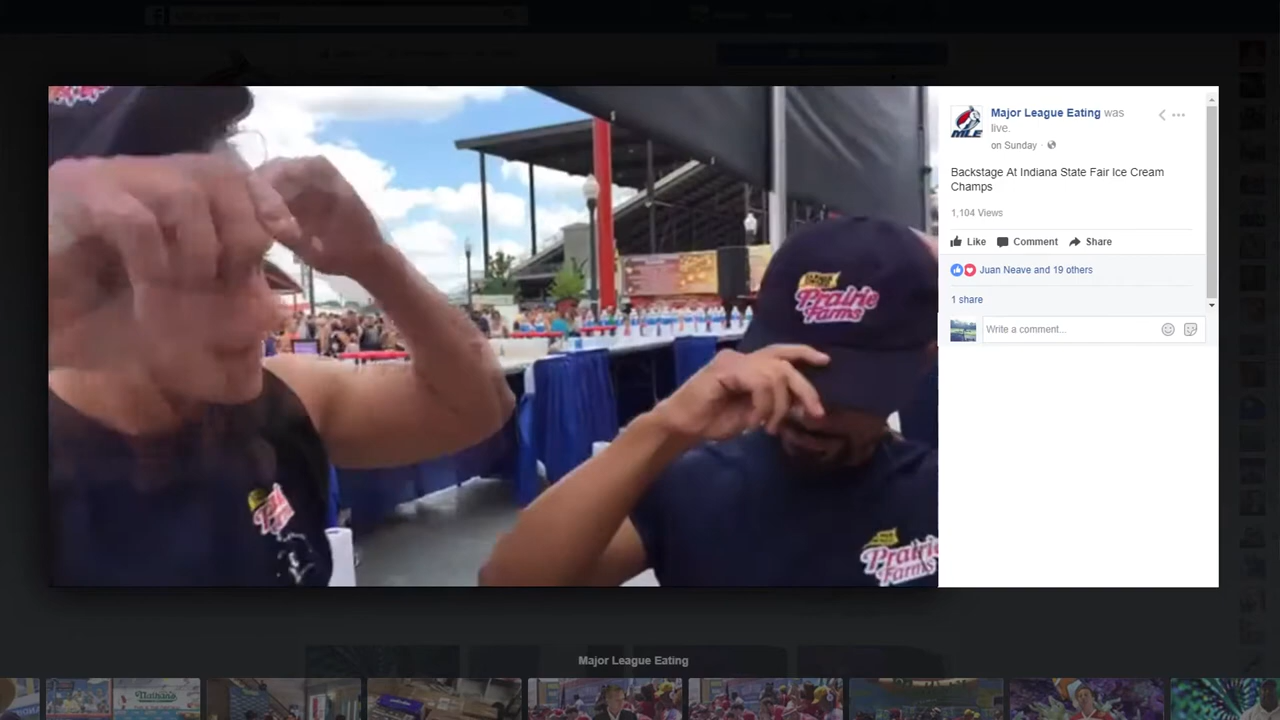 Major League Eating was
live.
on Sunday
Backstage At Indiana State Fair Ice Cream
Champs
1,104 Views
Like Comment Share
Juan Neave and 19 others
1 share
Write a comment...
MLE
Prairie
Farms
Prairie
Farms
Major League Eating
Nathan's